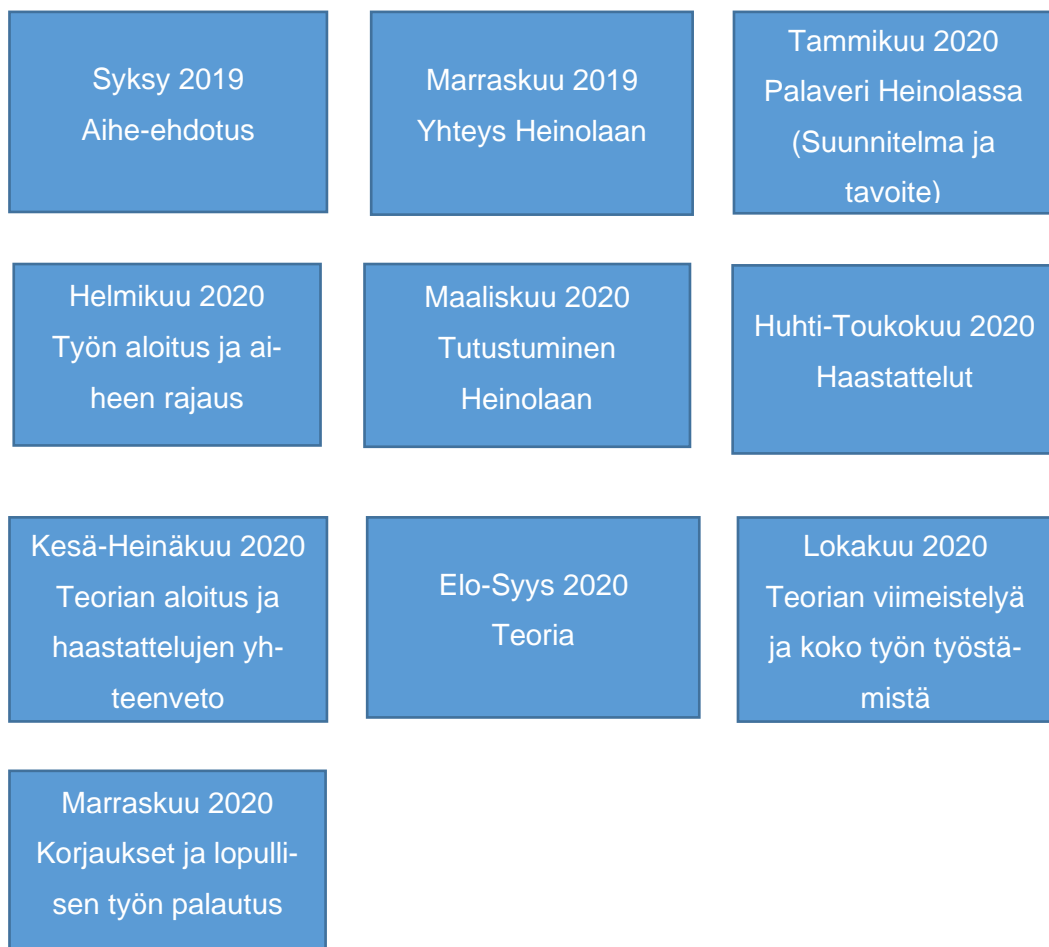 Syksy 2019
Aihe-ehdotus
Marraskuu 2019
Yhteys Heinolaan
Tammikuu 2020
Palaveri Heinolassa
(Suunnitelma ja
tavoite)
Helmikuu 2020
Työn aloitus ja ai-
heen rajaus
Maaliskuu 2020
Tutustuminen
Heinolaan
Huhti-Toukokuu 2020
Haastattelut
Kesä-Heinäkuu 2020
Teorian aloitus ja
haastattelujen yh-
teenveto
Elo-Syys 2020
Teoria
Lokakuu 2020
Teorian viimeistelyä
ja koko työn työstä-
mistä
Marraskuu 2020
Korjaukset ja lopulli-
sen työn palautus